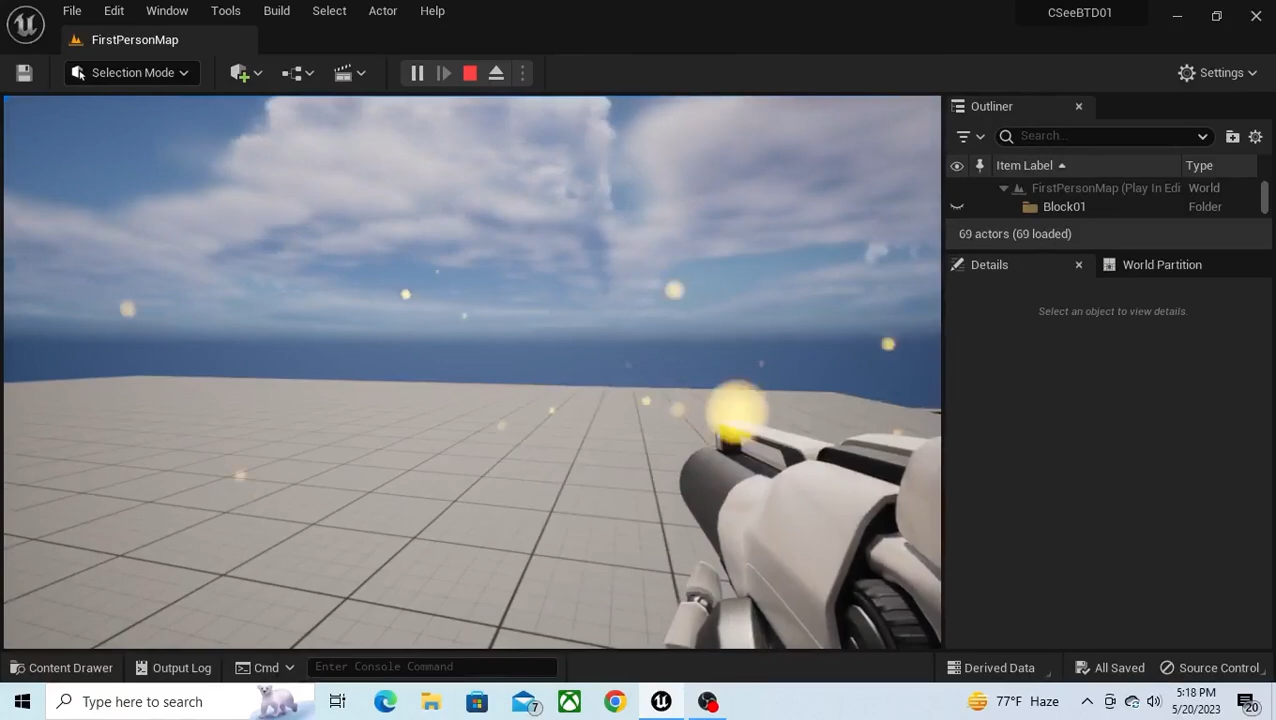 File Edit Window Tools Build Select Actor Help
CSeeBTD01
FirstPersonMap
Selection Mode
Settings
Outliner
Search...
Item Label Type
FirstPersonMap (Play In Edi World
Block01 Folder
69 actors (69 loaded)
Details World Partition
Select an object to view details.
Content Drawer Output Log Cmd Enter Console Command Derived Data All Saved Source Control
Type here to search
7
77°F Haze
5:18 PM
5/20/2023
20